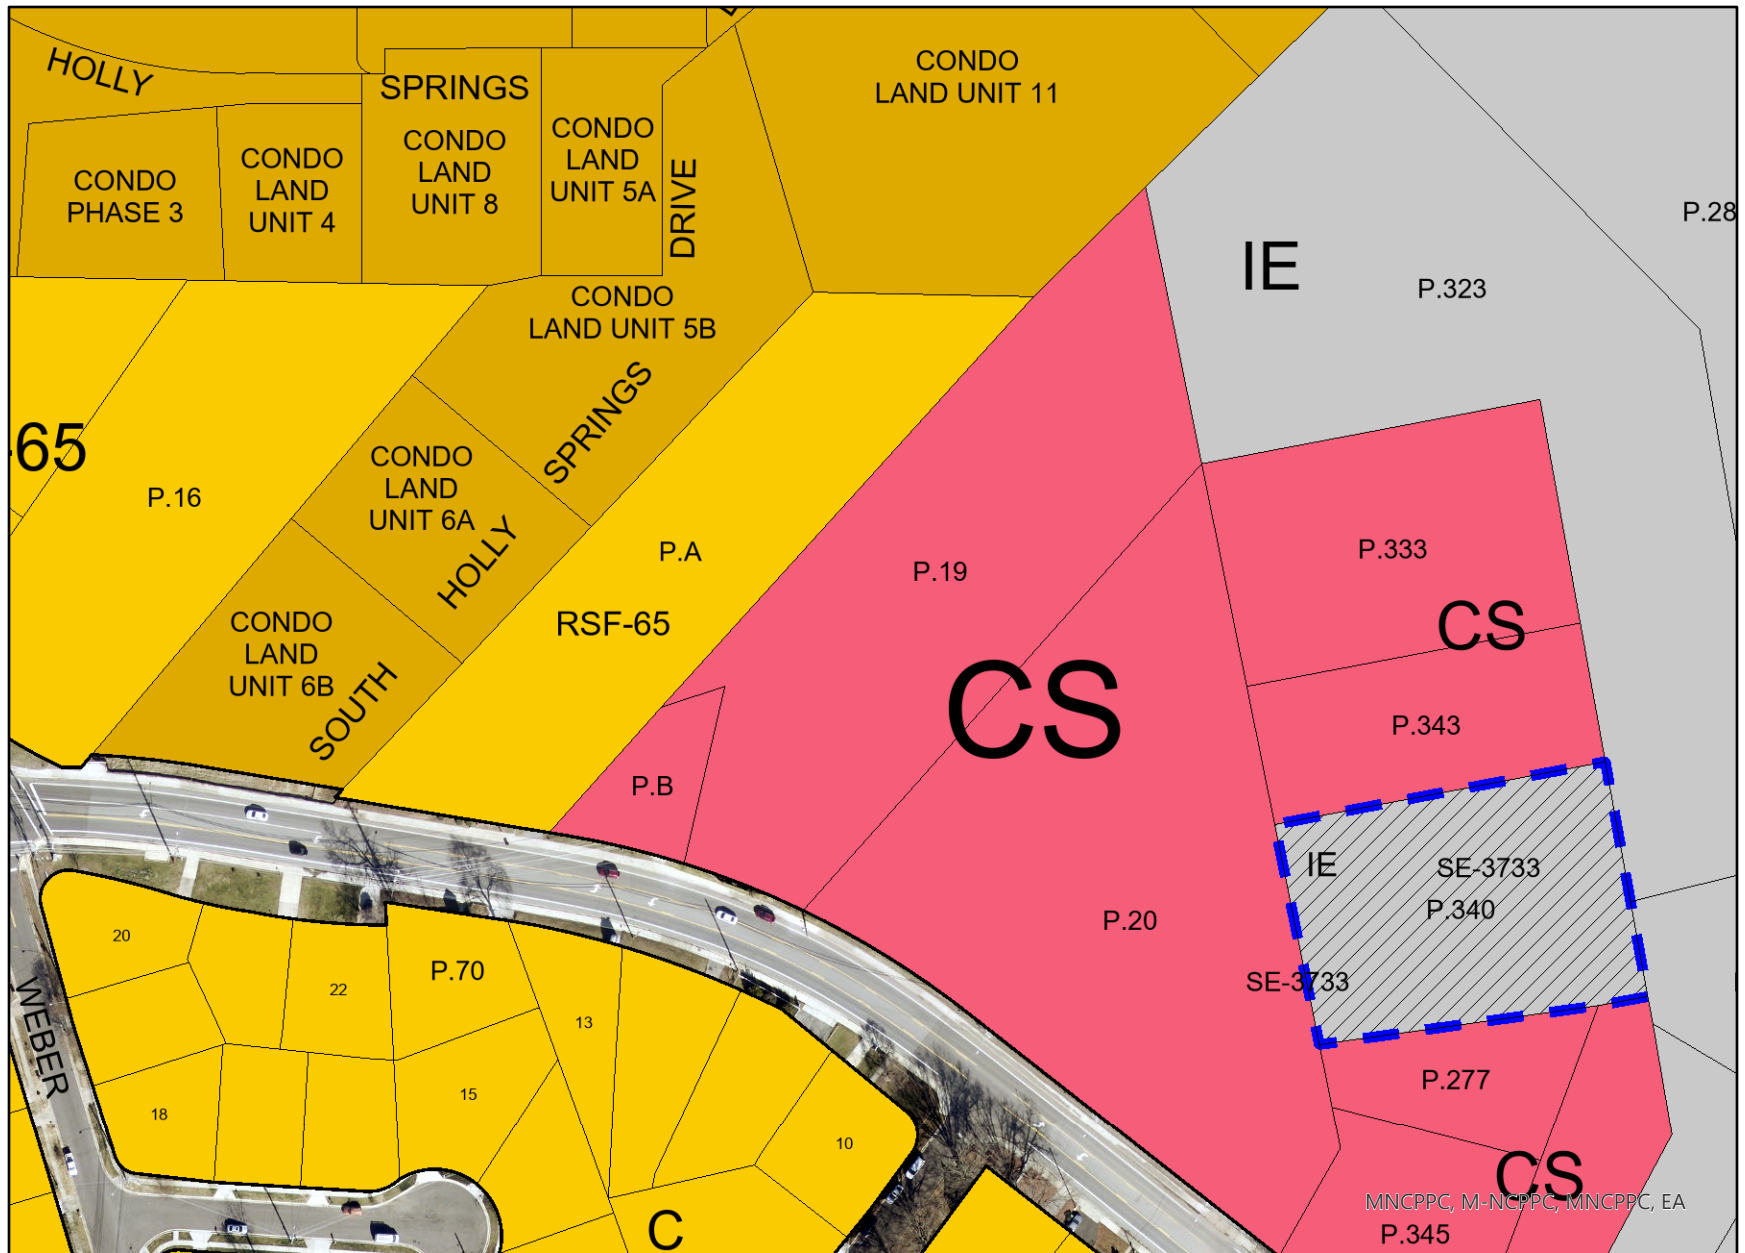 HOLLY
SPRINGS
DRIVE
CONDO
LAND UNIT 11
CONDO
PHASE 3
CONDO
LAND
UNIT 4
CONDO
LAND
UNIT 8
CONDO
LAND
UNIT 5A
P.28
IE
P.323
CONDO
LAND UNIT 5B
SPRINGS
-65
P.16
CONDO
LAND
UNIT 6A
HOLLY
P.A
RSF-65
P.19
P.333
CS
CONDO
LAND
UNIT 6B
SOUTH
CS
P.343
P.B
IE
SE-3733
P.340
P.20
SE-3733
20
22
P.70
13
WEBER
18
15
10
P.277
CS
C
MNCPPC, M-NCPPC, MNCPPC, EA
P.345